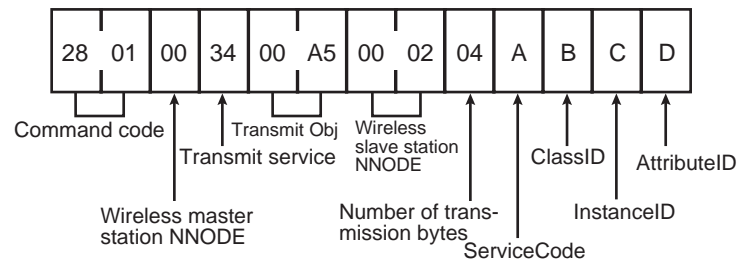 28 01 00 34 00 A5 00 02 04 A B C D
Command code
Transmit Obj
Wireless
slave station
NNODE
Transmit service
ClassID
AttributeID
Wireless master
station NNODE
Number of trans-
mission bytes
InstanceID
ServiceCode